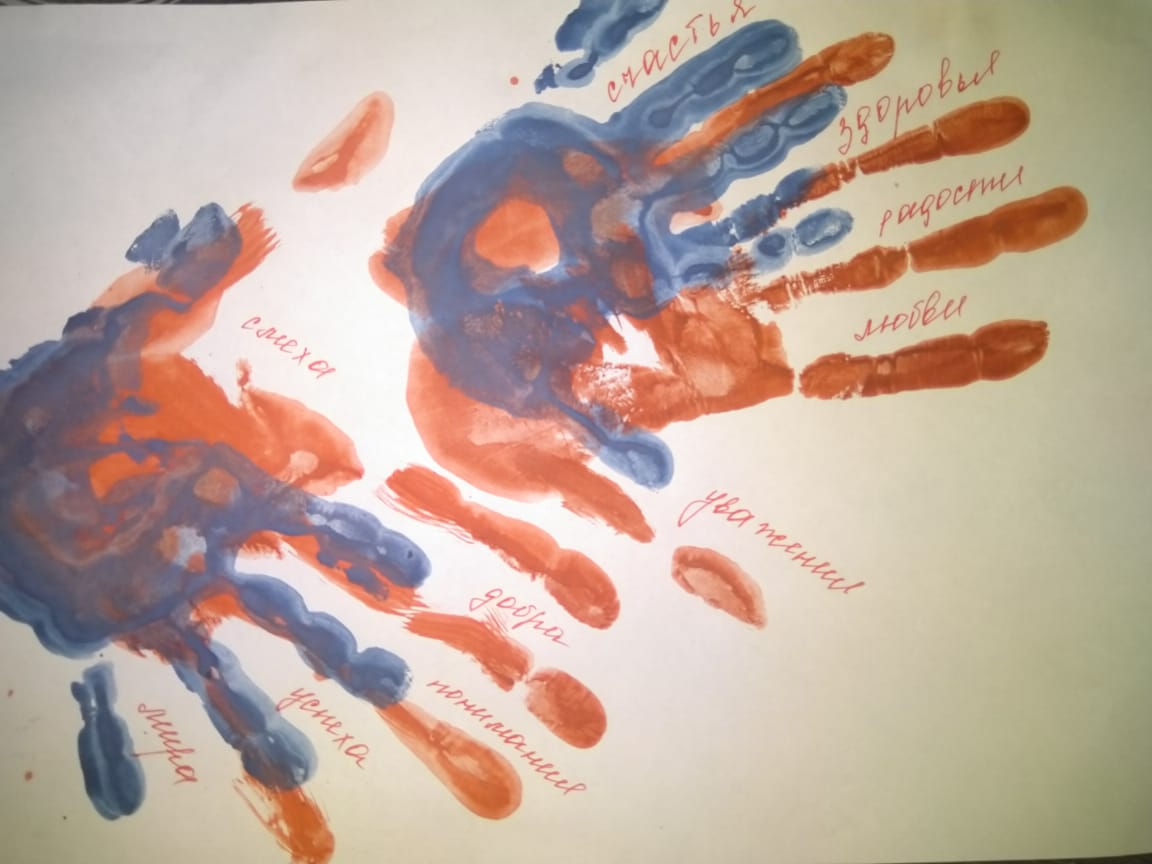 счастья
здоровья
радости
любви
смеха
уважения
добра
понимания
успеха
мира